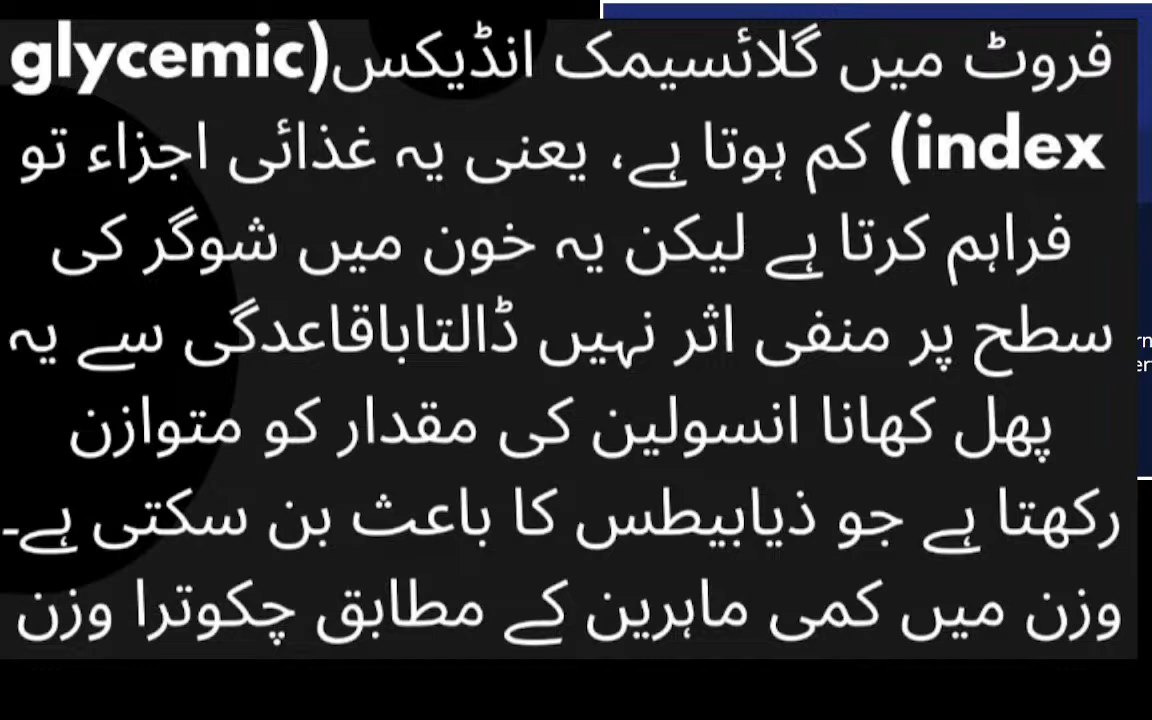 فروٹ میں گلائسیمک انڈیکس(glycemic
index) کم ہوتا ہے، یعنی یہ غذائی اجزاء تو
فراہم کرتا ہے لیکن یہ خون میں شوگر کی
سطح پر منفی اثر نہیں ڈالتاباقاعدگی سے یہ
پھل کھانا انسولین کی مقدار کو متوازن
رکھتا ہے جو ذیابیطس کا باعث بن سکتی ہے۔
وزن میں کمی ماہرین کے مطابق چکوترا وزن